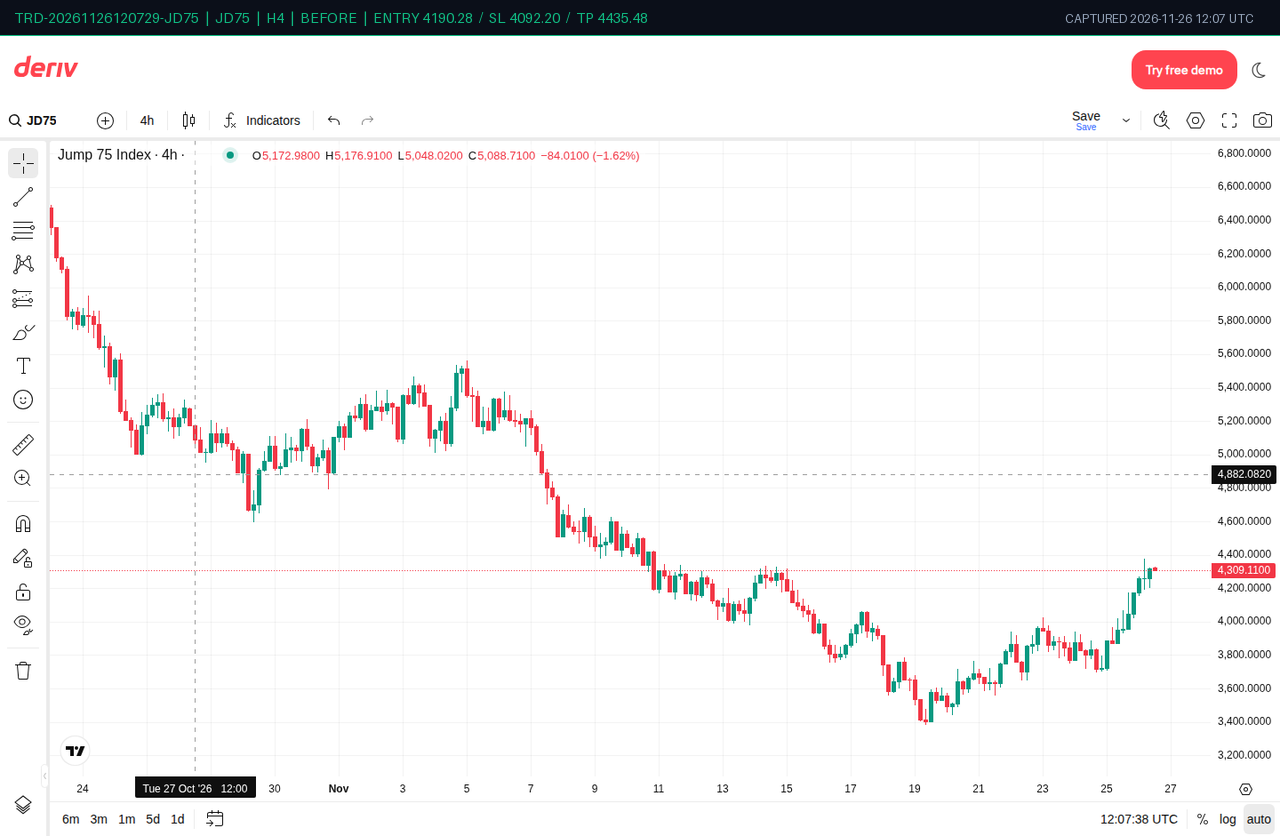 TRD-20261126120729-JD75 | JD75 | H4 | BEFORE | ENTRY 4190.28 / SL 4092.20 / TP 4435.48
CAPTURED 2026-11-26 12:07 UTC
deriv
Try free demo
JD75
4h
Indicators
Save
Save
Jump 75 Index · 4h ·
O5,172.9800 H5,176.9100 L5,048.0200 C5,088.7100 −84.0100 (−1.62%)
6,800.0000
6,600.0000
6,400.0000
6,200.0000
6,000.0000
5,800.0000
5,600.0000
5,400.0000
5,200.0000
5,000.0000
4,882.0820
4,800.0000
4,600.0000
4,400.0000
4,309.1100
4,200.0000
4,000.0000
3,800.0000
3,600.0000
3,400.0000
3,200.0000
24
Tue 27 Oct '26 12:00
30
Nov
3
5
7
9
11
13
15
17
19
21
23
25
27
6m 3m 1m 5d 1d
12:07:38 UTC % log auto